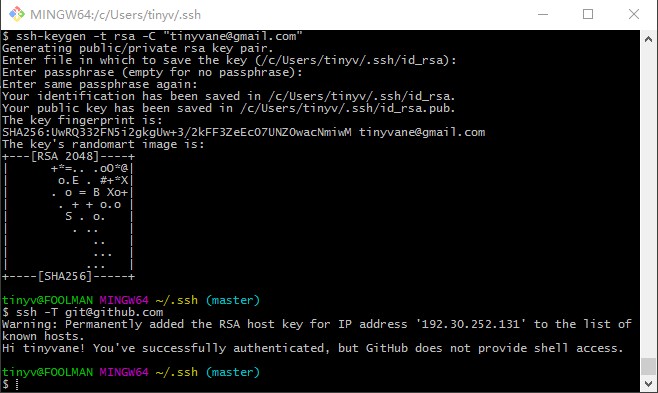 MINGW64:/c/Users/tinyv/.ssh
$ ssh-keygen -t rsa -C "tinyvane@gmail.com"
Generating public/private rsa key pair.
Enter file in which to save the key (/c/Users/tinyv/.ssh/id_rsa):
Enter passphrase (empty for no passphrase):
Enter same passphrase again:
Your identification has been saved in /c/Users/tinyv/.ssh/id_rsa.
Your public key has been saved in /c/Users/tinyv/.ssh/id_rsa.pub.
The key fingerprint is:
SHA256:UwRQ332FN5i2gkgUw+3/2kFF3ZeEcO7UNZOwacNmiwM tinyvane@gmail.com
The key's randomart image is:
+---[RSA 2048]----+
|      +*=.. .oO*@|
|       o.E . #+*X|
|      . o = B Xo+|
|       . + + o.o |
|        S . o.   |
|         . ..    |
|            ..   |
|            ...  |
|           ...   |
+----[SHA256]-----+
tinyv@FOOLMAN MINGW64 ~/.ssh (master)
$ ssh -T git@github.com
Warning: Permanently added the RSA host key for IP address '192.30.252.131' to the list of
known hosts.
Hi tinyvane! You've successfully authenticated, but GitHub does not provide shell access.
tinyv@FOOLMAN MINGW64 ~/.ssh (master)
$